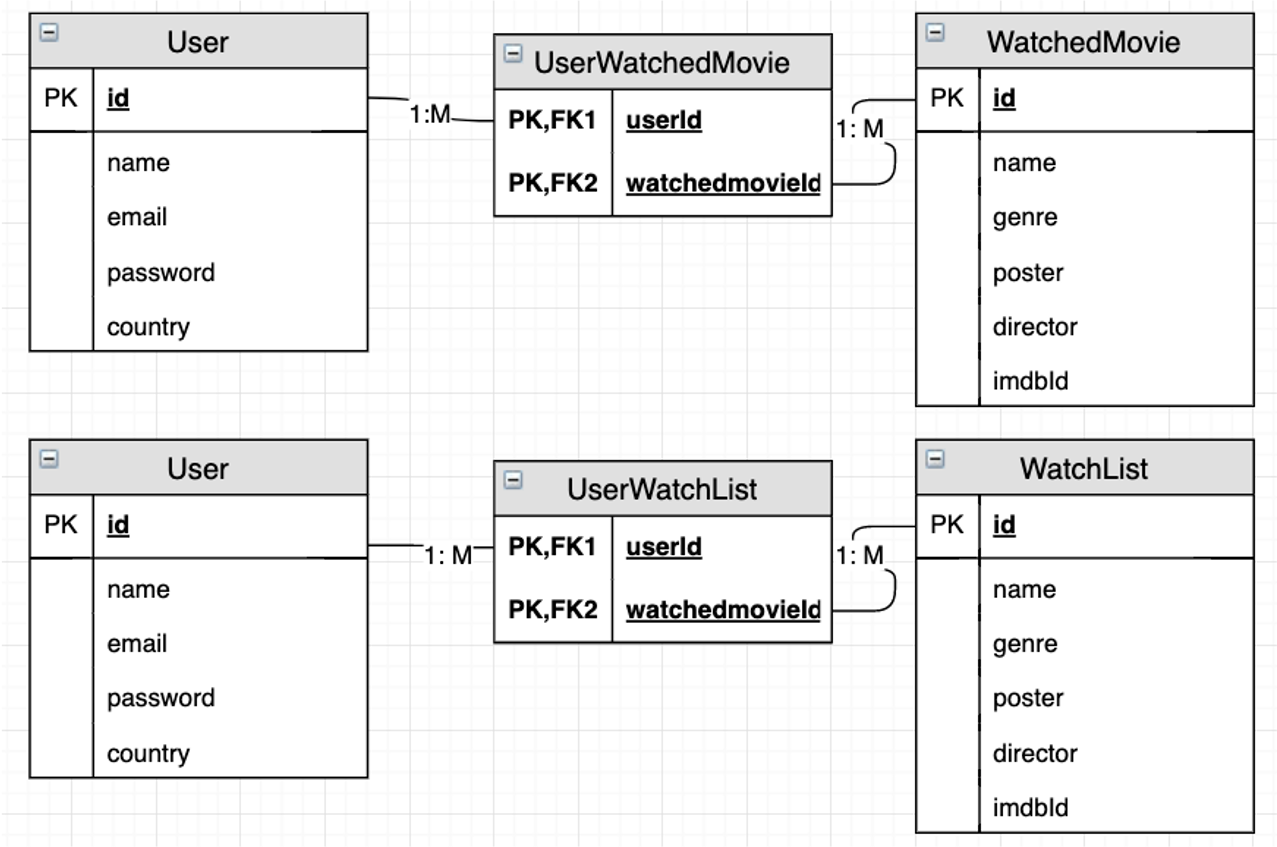 User
PK id
name
email
password
country
1:M
UserWatchedMovie
PK,FK1 userId
PK,FK2 watchedmovieId
1: M
WatchedMovie
PK id
name
genre
poster
director
imdbId
User
PK id
name
email
password
country
1: M
UserWatchList
PK,FK1 userId
PK,FK2 watchedmovieId
1: M
WatchList
PK id
name
genre
poster
director
imdbId